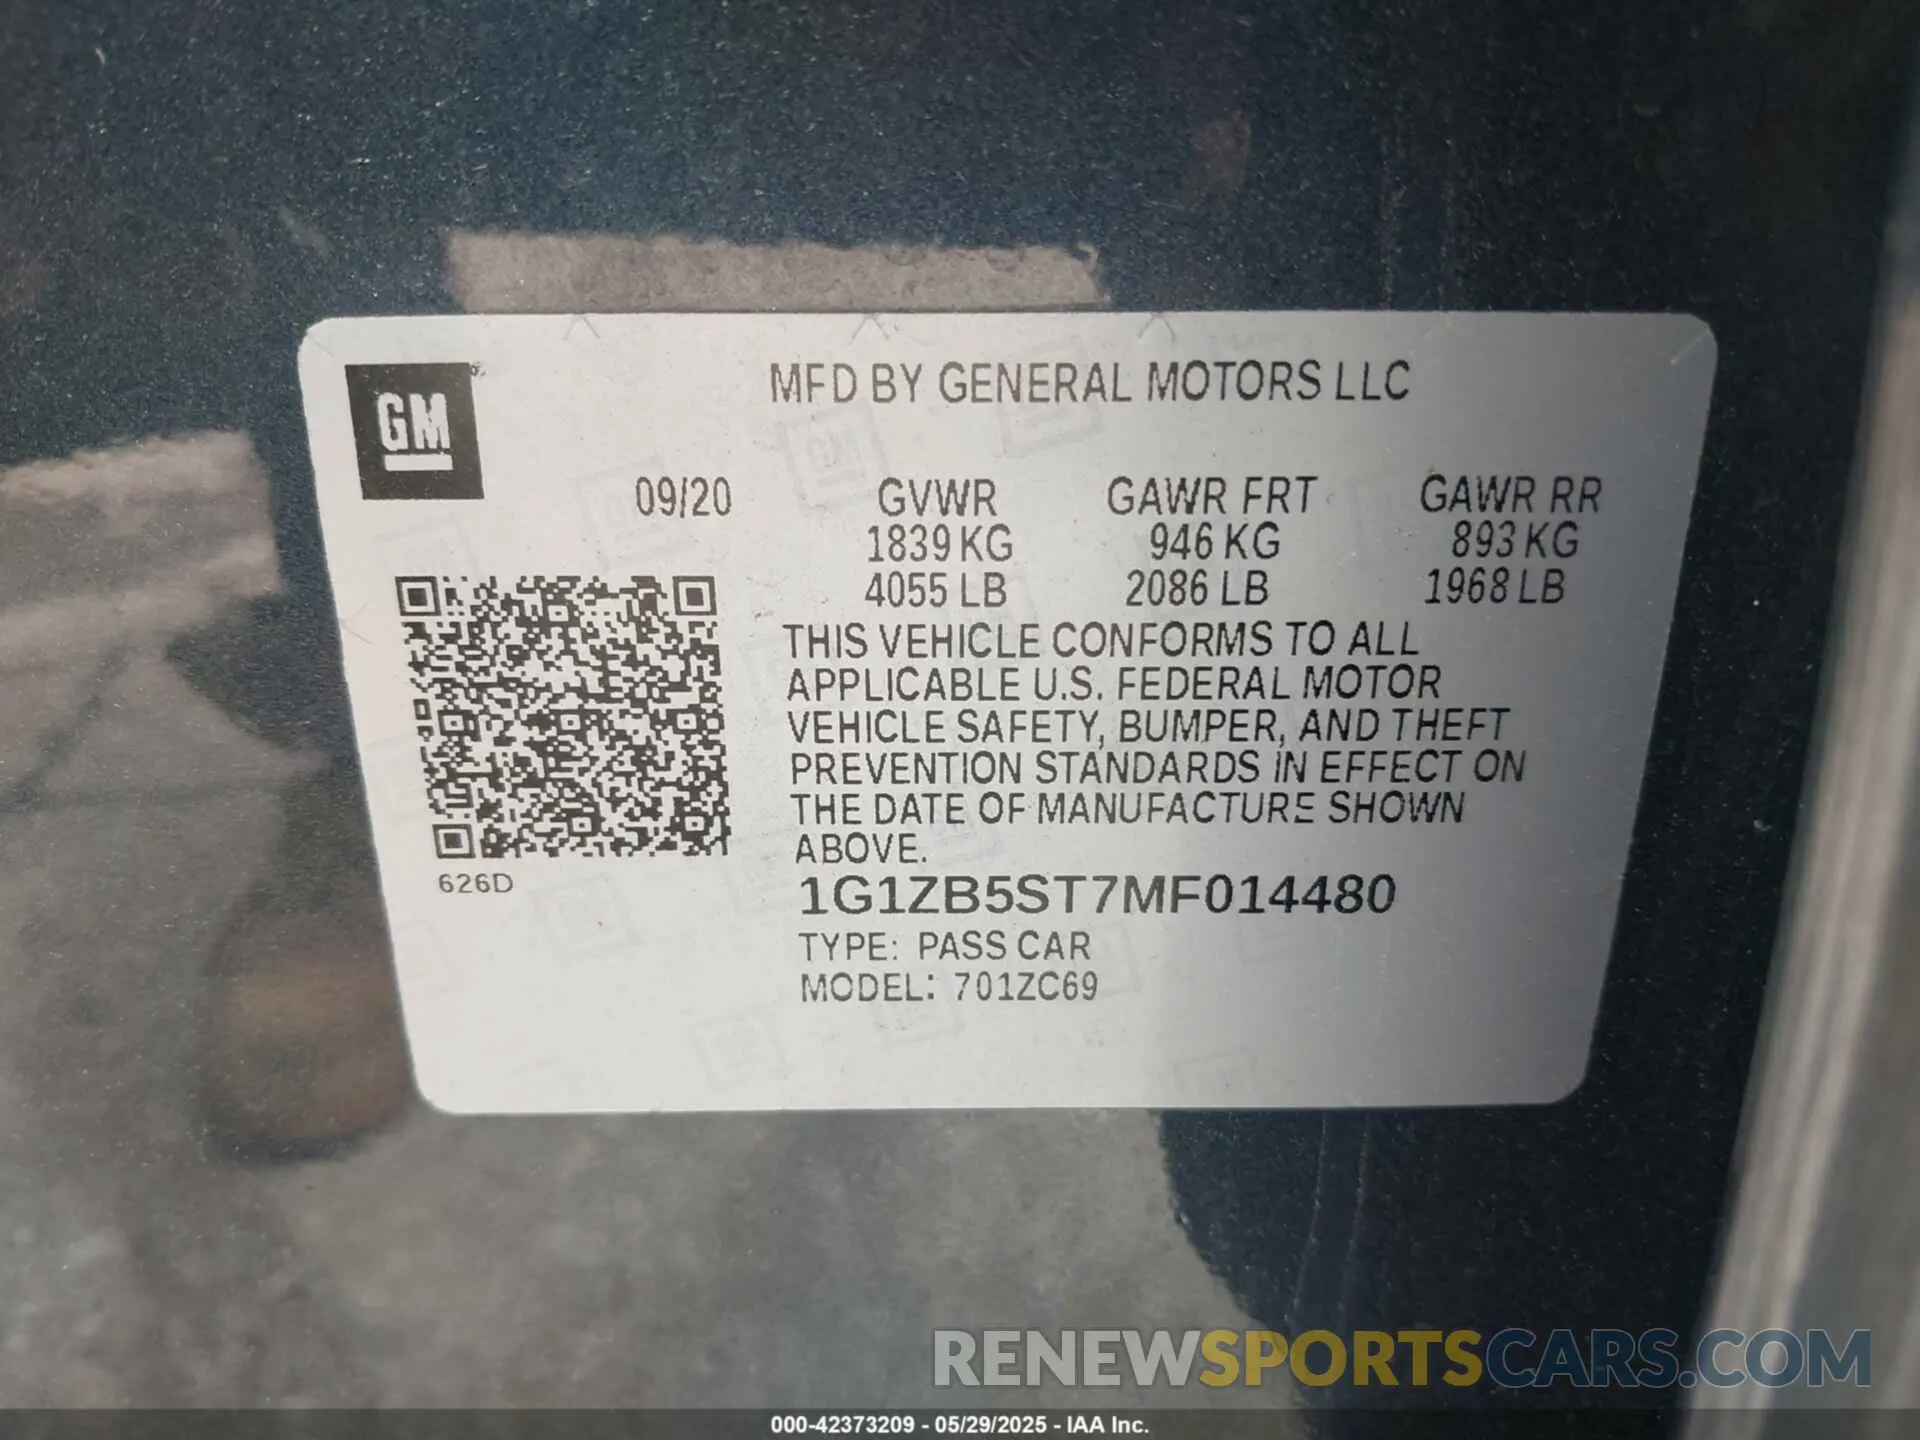 MFD BY GENERAL MOTORS LLC
GM
09/20 GVWR GAWR FRT GAWR RR
1839 KG 946 KG 893 KG
4055 LB 2086 LB 1968 LB
THIS VEHICLE CONFORMS TO ALL
APPLICABLE U.S. FEDERAL MOTOR
VEHICLE SAFETY, BUMPER, AND THEFT
PREVENTION STANDARDS IN EFFECT ON
THE DATE OF MANUFACTURE SHOWN
ABOVE.
626D
1G1ZB5ST7MF014480
TYPE: PASS CAR
MODEL: 701ZC69
RENEWSPORTSCARS.COM
000-42373209 - 05/29/2025 - IAA Inc.